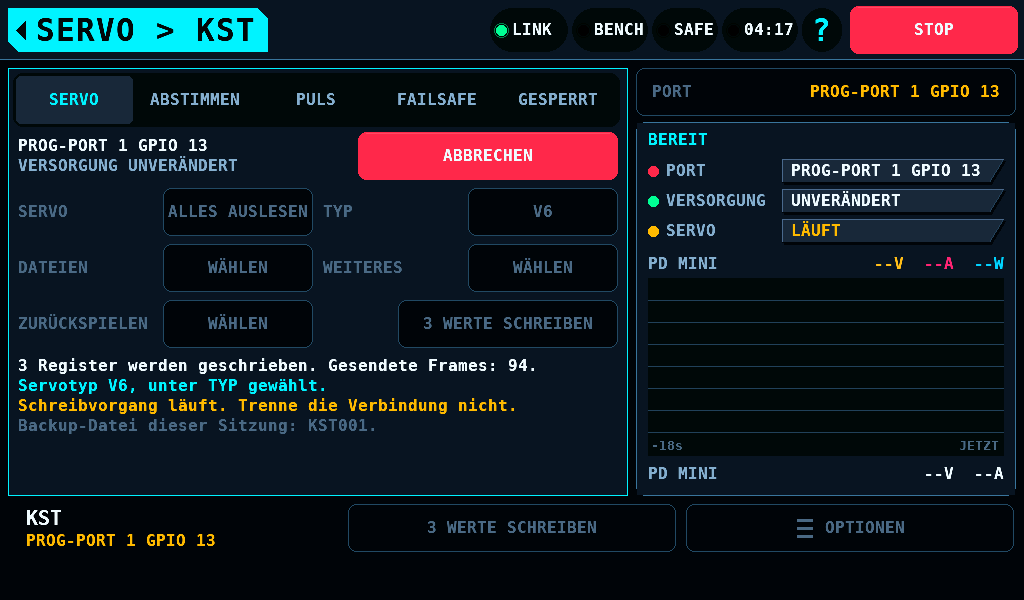 SERVO > KST
LINK
BENCH
SAFE
04:17
?
STOP
SERVO
ABSTIMMEN
PULS
FAILSAFE
GESPERRT
PROG-PORT 1 GPIO 13
VERSORGUNG UNVERÄNDERT
ABBRECHEN
SERVO
ALLES AUSLESEN
TYP
V6
DATEIEN
WÄHLEN
WEITERES
WÄHLEN
ZURÜCKSPIELEN
WÄHLEN
3 WERTE SCHREIBEN
3 Register werden geschrieben. Gesendete Frames: 94.
Servotyp V6, unter TYP gewählt.
Schreibvorgang läuft. Trenne die Verbindung nicht.
Backup-Datei dieser Sitzung: KST001.
PORT
PROG-PORT 1 GPIO 13
BEREIT
PORT
PROG-PORT 1 GPIO 13
VERSORGUNG
UNVERÄNDERT
SERVO
LÄUFT
PD MINI
--V
--A
--W
-18s
JETZT
PD MINI
--V
--A
KST
PROG-PORT 1 GPIO 13
3 WERTE SCHREIBEN
OPTIONEN